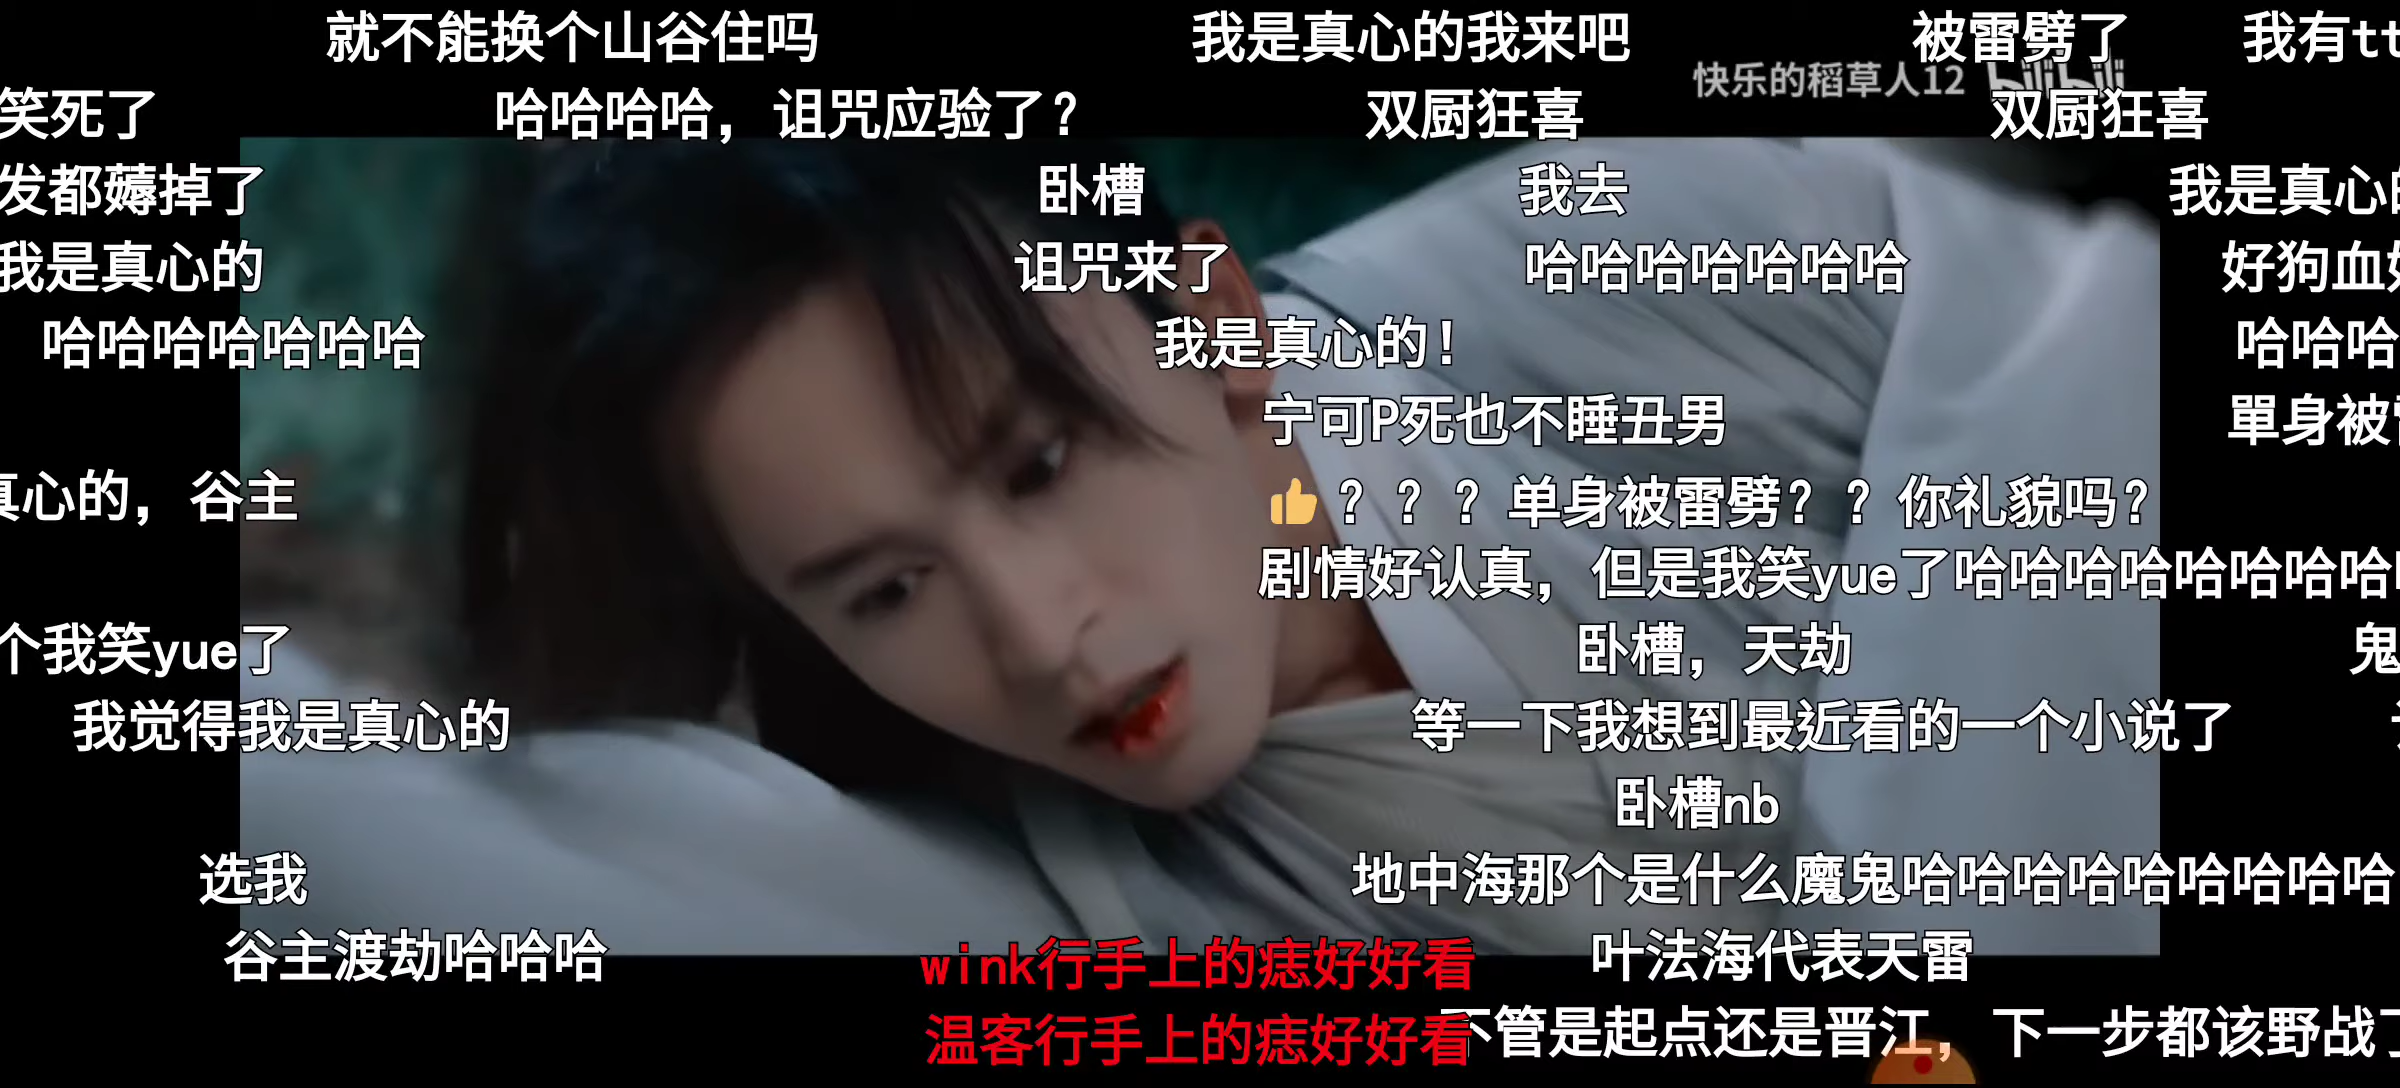 就不能换个山谷住吗
我是真心的我来吧
被雷劈了
我有tt
快乐的稻草人12
bilibili
笑死了
哈哈哈哈，诅咒应验了？
双厨狂喜
双厨狂喜
发都薅掉了
卧槽
我去
我是真心的
我是真心的
诅咒来了
哈哈哈哈哈哈哈
好狗血
哈哈哈哈哈哈哈
我是真心的！
哈哈哈
宁可P死也不睡丑男
單身被
真心的，谷主
？？？单身被雷劈？？你礼貌吗？
剧情好认真，但是我笑yue了哈哈哈哈哈哈哈哈
个我笑yue了
卧槽，天劫
鬼
我觉得我是真心的
等一下我想到最近看的一个小说了
卧槽nb
选我
地中海那个是什么魔鬼哈哈哈哈哈哈哈哈哈
谷主渡劫哈哈哈
wink行手上的痣好好看
叶法海代表天雷
温客行手上的痣好好看
不管是起点还是晋江，下一步都该野战了